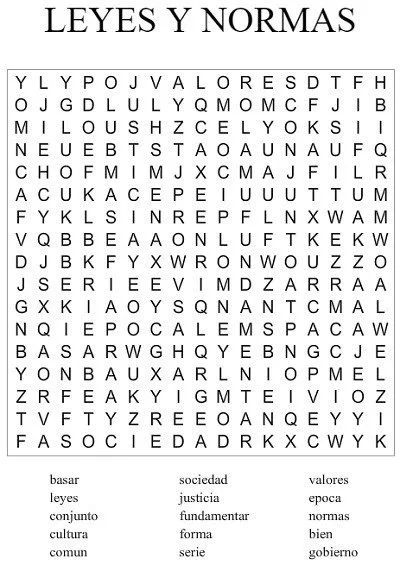 LEYES Y NORMAS
Y L Y P O J V A L O R E S D T F H
O J G D L U L Y Q M O M C F J I B
M I L O U S H Z C E L Y O K S I I
N E U E B T S T A O A U N A U F Q
C H O F M I M J X C M A J F I L R
A C U K A C E P E I U U U T T U M
F Y K L S I N R E P F L N X W A M
V Q B B E A A O N L U F T K E K W
D J B K F Y X W R O N W O U Z Z O
J S E R I E E V I M D Z A R R A A
G X K I A O Y S Q N A N T C M A L
N Q I E P O C A L E M S P A C A W
B A S A R W G H Q Y E B N G C J E
Y O N B A U X A R L N I O P M E L
Z R F E A K Y I G M T E I V I O Z
T V F T Y Z R E E O A N Q E Y Y I
F A S O C I E D A D R K X C W Y K
basar sociedad valores
leyes justicia epoca
conjunto fundamentar normas
cultura forma bien
comun serie gobierno